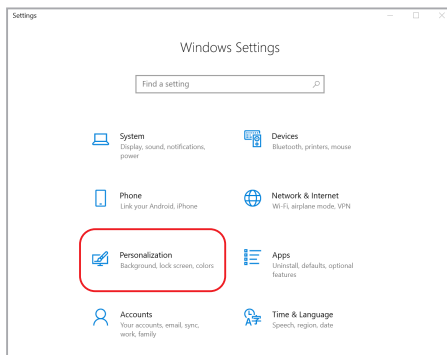 Settings
Windows Settings
Find a setting
System
Display, sound, notifications,
power
Devices
Bluetooth, printers, mouse
Phone
Link your Android, iPhone
Network & Internet
Wi-Fi, airplane mode, VPN
Personalization
Background, lock screen, colors
Apps
Uninstall, defaults, optional
features
Accounts
Your accounts, email, sync,
work, family
Time & Language
Speech, region, date